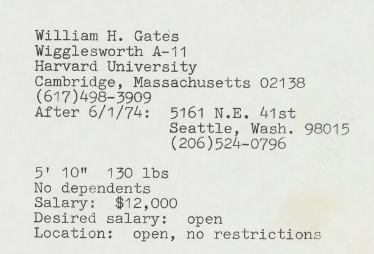 William H. Gates
Wigglesworth A-11
Harvard University
Cambridge, Massachusetts 02138
(617)498-3909
After 6/1/74:  5161 N.E. 41st
Seattle, Wash. 98015
(206)524-0796
5' 10"  130 lbs
No dependents
Salary:  $12,000
Desired salary:  open
Location:  open, no restrictions